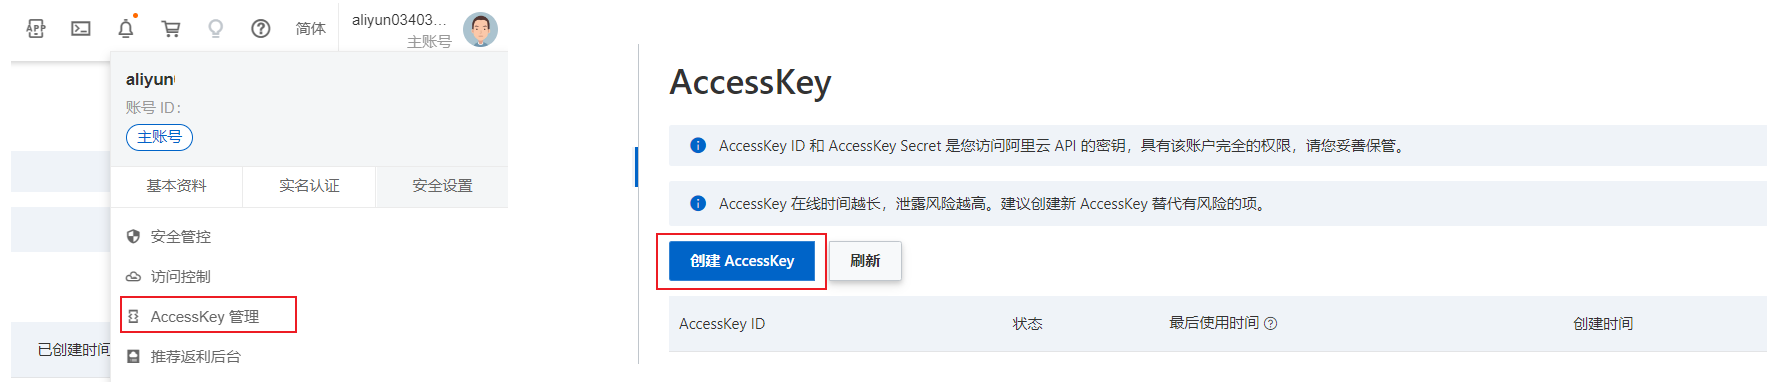 APP
简体
aliyun03403...
主账号
aliyun
账号 ID：
主账号
基本资料
实名认证
安全设置
安全管控
访问控制
AccessKey 管理
推荐返利后台
已创建时间
AccessKey
AccessKey ID 和 AccessKey Secret 是您访问阿里云 API 的密钥，具有该账户完全的权限，请您妥善保管。
AccessKey 在线时间越长，泄露风险越高。建议创建新 AccessKey 替代有风险的项。
创建 AccessKey
刷新
AccessKey ID
状态
最后使用时间
创建时间